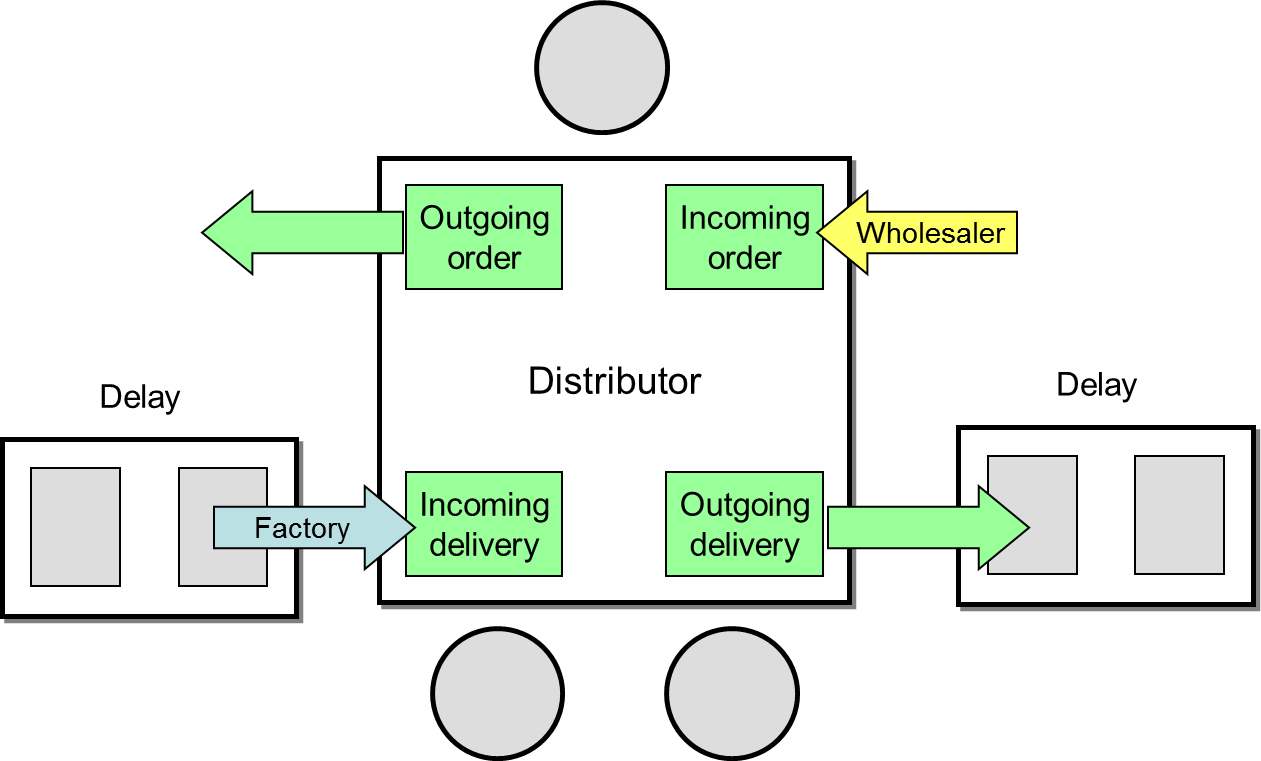 Outgoing
order
Incoming
order
Wholesaler
Distributor
Delay
Delay
Factory
Incoming
delivery
Outgoing
delivery